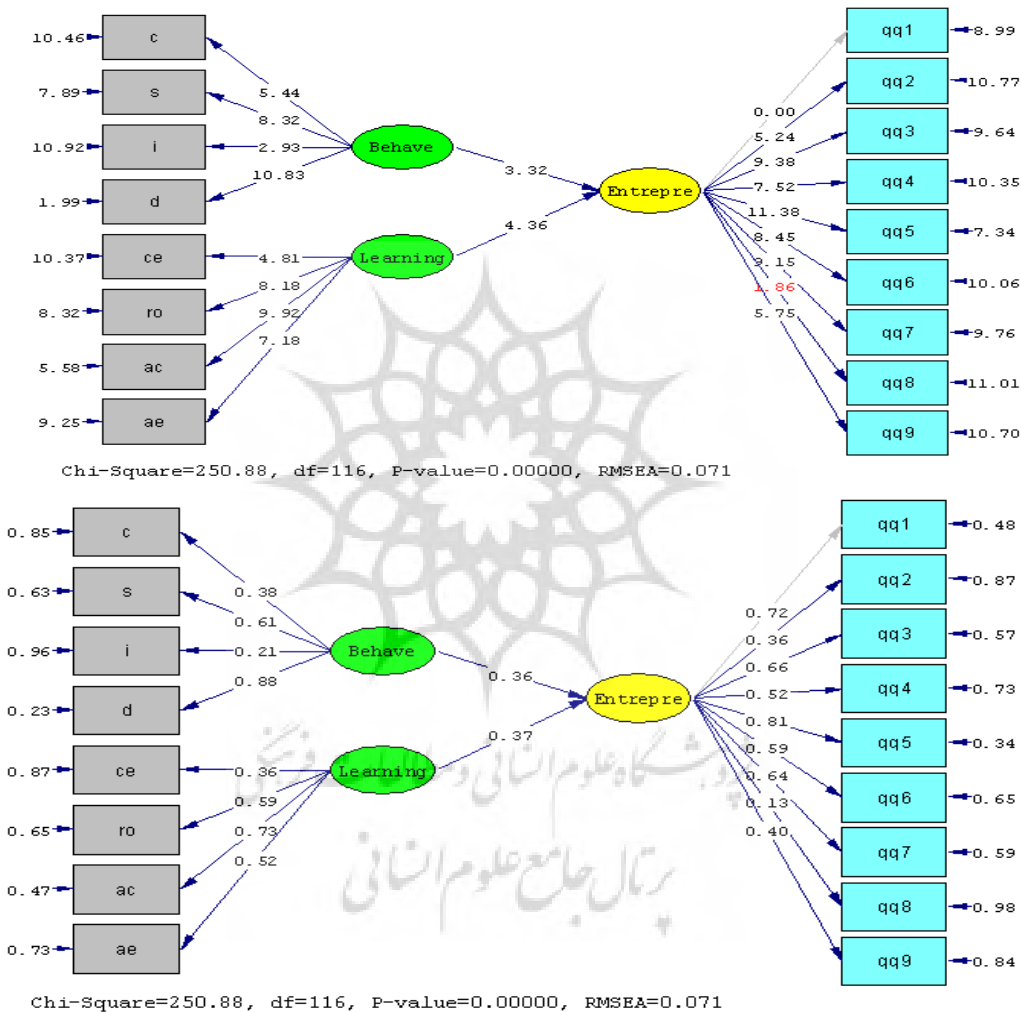 c
10.46
s
7.89
i
10.92
d
1.99
ce
10.37
ro
8.32
ac
5.58
ae
9.25
5.44
8.32
2.93
10.83
4.81
8.18
9.92
7.18
Behave
Learning
3.32
4.36
Entrepre
0.00
5.24
9.38
7.52
11.38
8.45
9.15
1.86
5.75
qq1
8.99
qq2
10.77
qq3
9.64
qq4
10.35
qq5
7.34
qq6
10.06
qq7
9.76
qq8
11.01
qq9
10.70
Chi-Square=250.88, df=116, P-value=0.00000, RMSEA=0.071
0.85
c
0.63
s
0.96
i
0.23
d
0.87
ce
0.65
ro
0.47
ac
0.73
ae
0.38
0.61
0.21
0.88
0.36
0.59
0.73
0.52
Behave
Learning
0.36
0.37
Entrepre
0.72
0.36
0.66
0.52
0.81
0.59
0.64
0.13
0.40
qq1
0.48
qq2
0.87
qq3
0.57
qq4
0.73
qq5
0.34
qq6
0.65
qq7
0.59
qq8
0.98
qq9
0.84
پژوهشگاه علوم انسانی و مطالعات فرهنگی
پرتال جامع علوم انسانی
Chi-Square=250.88, df=116, P-value=0.00000, RMSEA=0.071